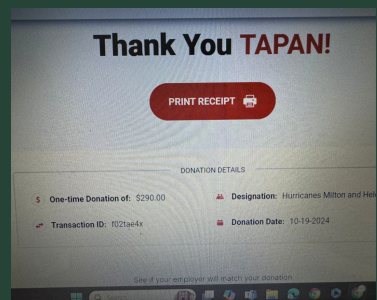 Thank You TAPAN!
PRINT RECEIPT
DONATION DETAILS
One-time Donation of: $290.00
Designation: Hurricanes Milton and Hel
Transaction ID: f02tae4x
Donation Date: 10-19-2024
See if your employer will match your donation